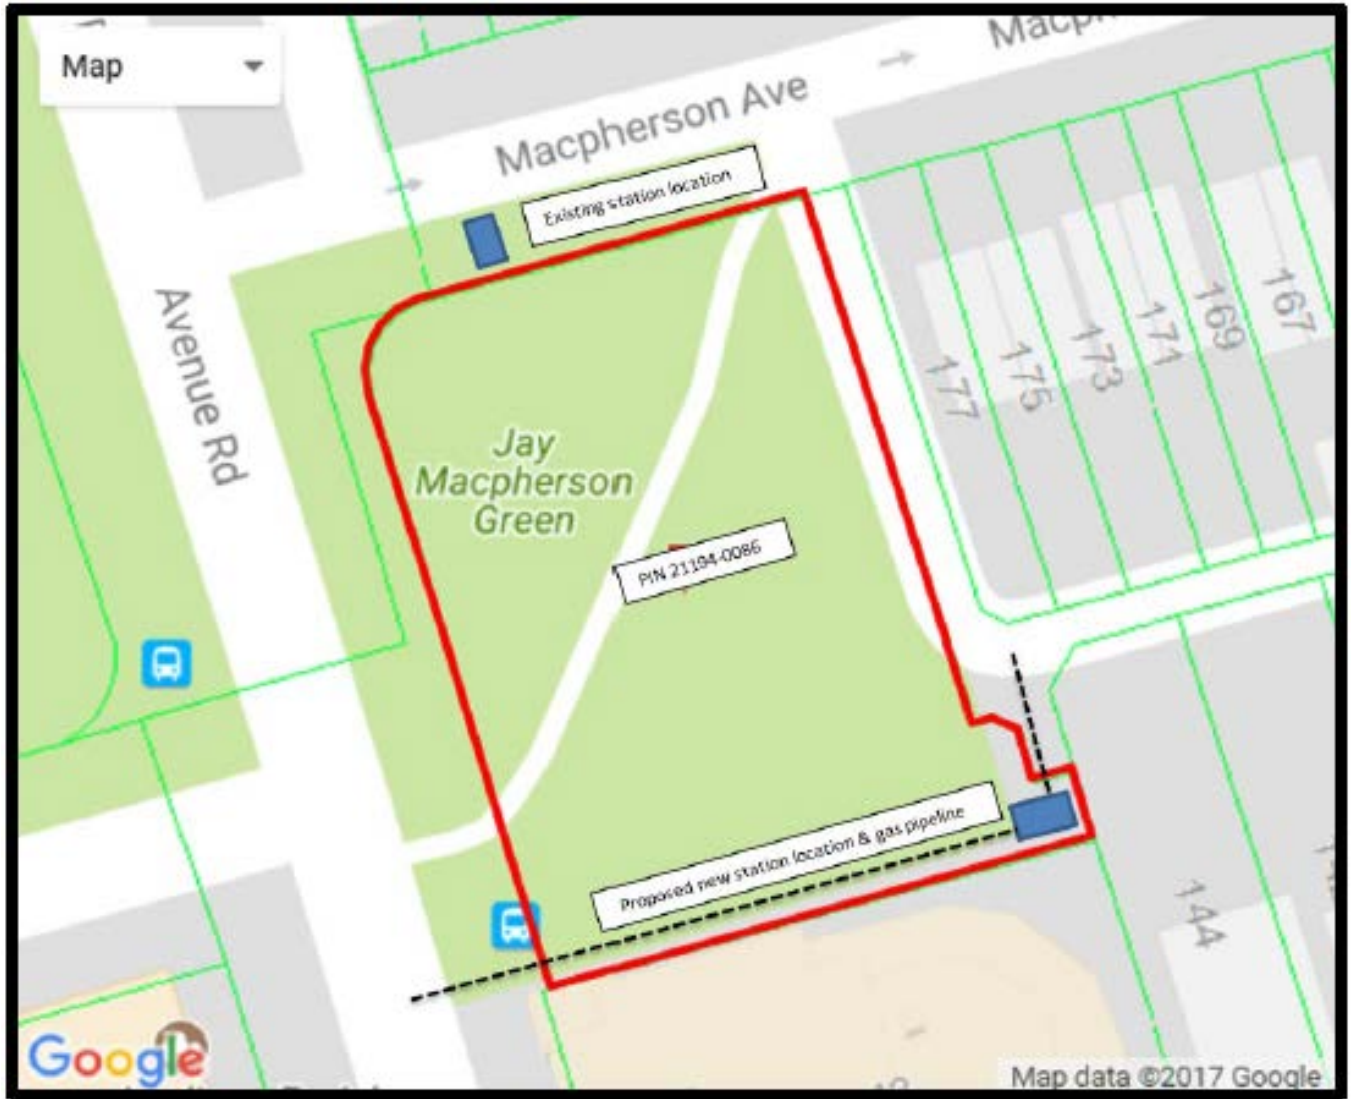 Map
Macpherson Ave
Existing station location
Avenue Rd
Jay
Macpherson
Green
PIN 21194-0086
177
175
173
171
169
167
Proposed new station location & gas pipeline
144
Google
Map data ©2017 Google